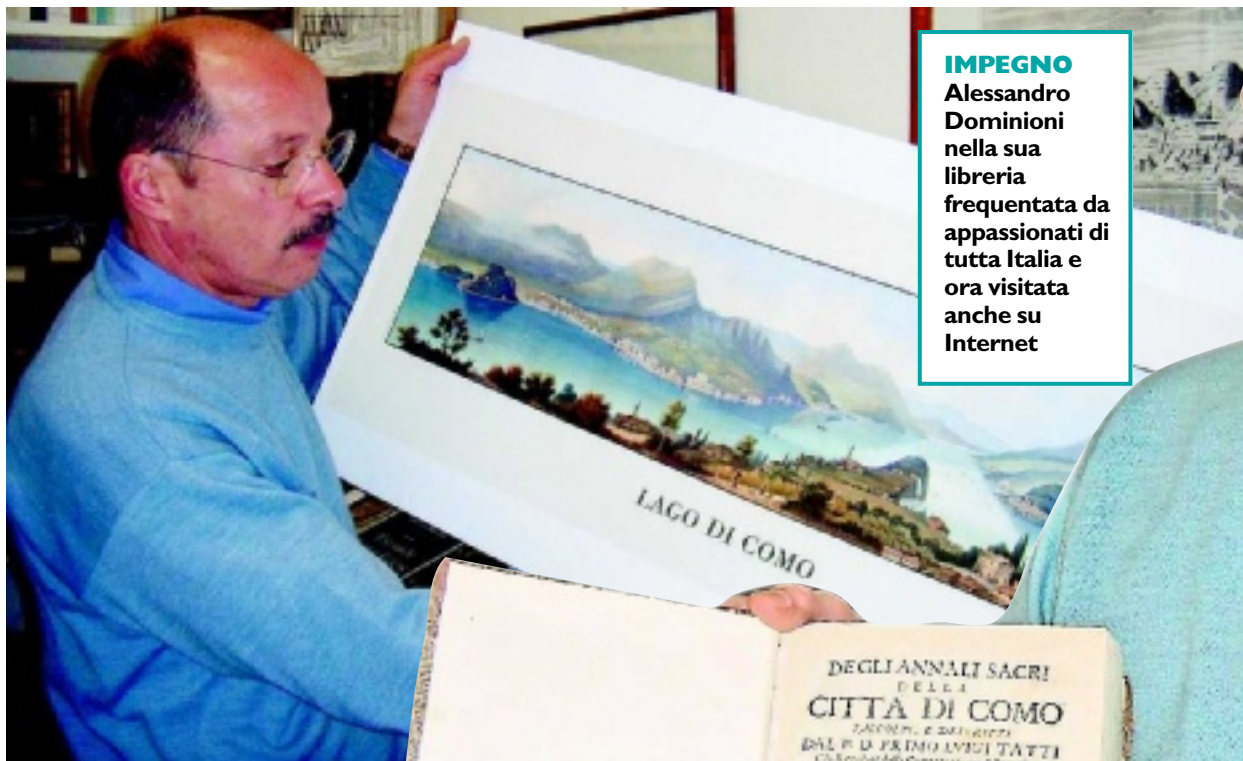 IMPEGNO
Alessandro
Dominioni
nella sua
libreria
frequentata da
appassionati di
tutta Italia e
ora visitata
anche su
Internet
LAGO DI COMO
DEGLI ANNALI SACRI
DELLA
CITTÀ DI COMO
DAL P. D. PRIMO LUIGI TATTI